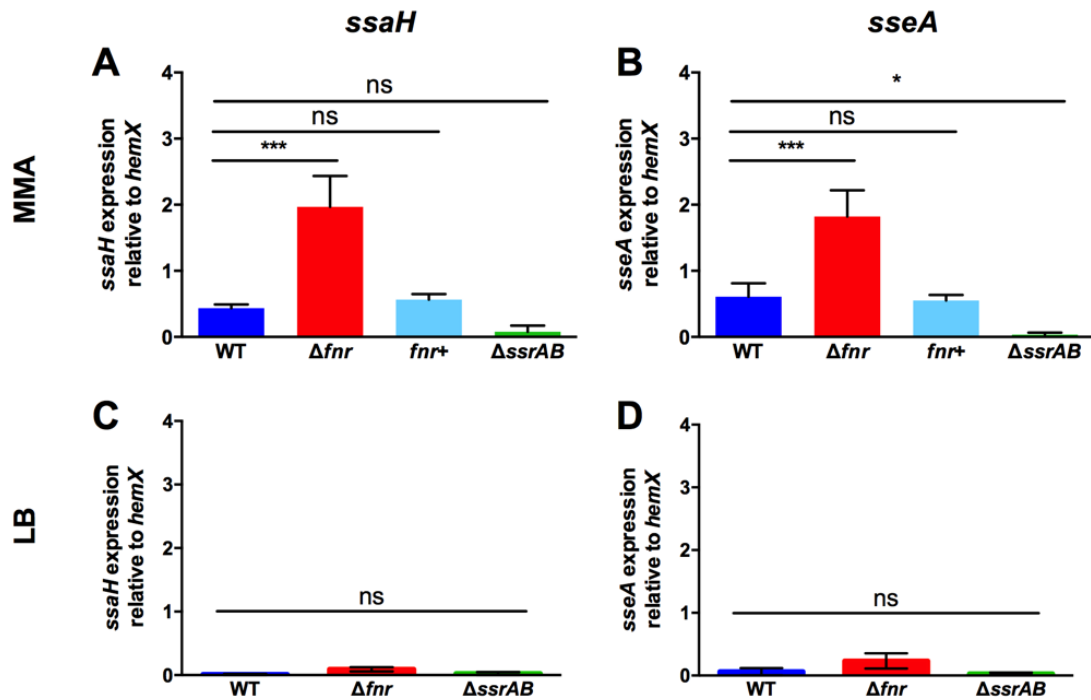 ssaH
sseA
MMA
A
ssaH expression
relative to hemX
4
3
2
1
0
ns
ns
***
WT
Δfnr
fnr+
ΔssrAB
B
sseA expression
relative to hemX
4
3
2
1
0
*
ns
***
WT
Δfnr
fnr+
ΔssrAB
LB
C
ssaH expression
relative to hemX
4
3
2
1
0
ns
WT
Δfnr
ΔssrAB
D
sseA expression
relative to hemX
4
3
2
1
0
ns
WT
Δfnr
ΔssrAB